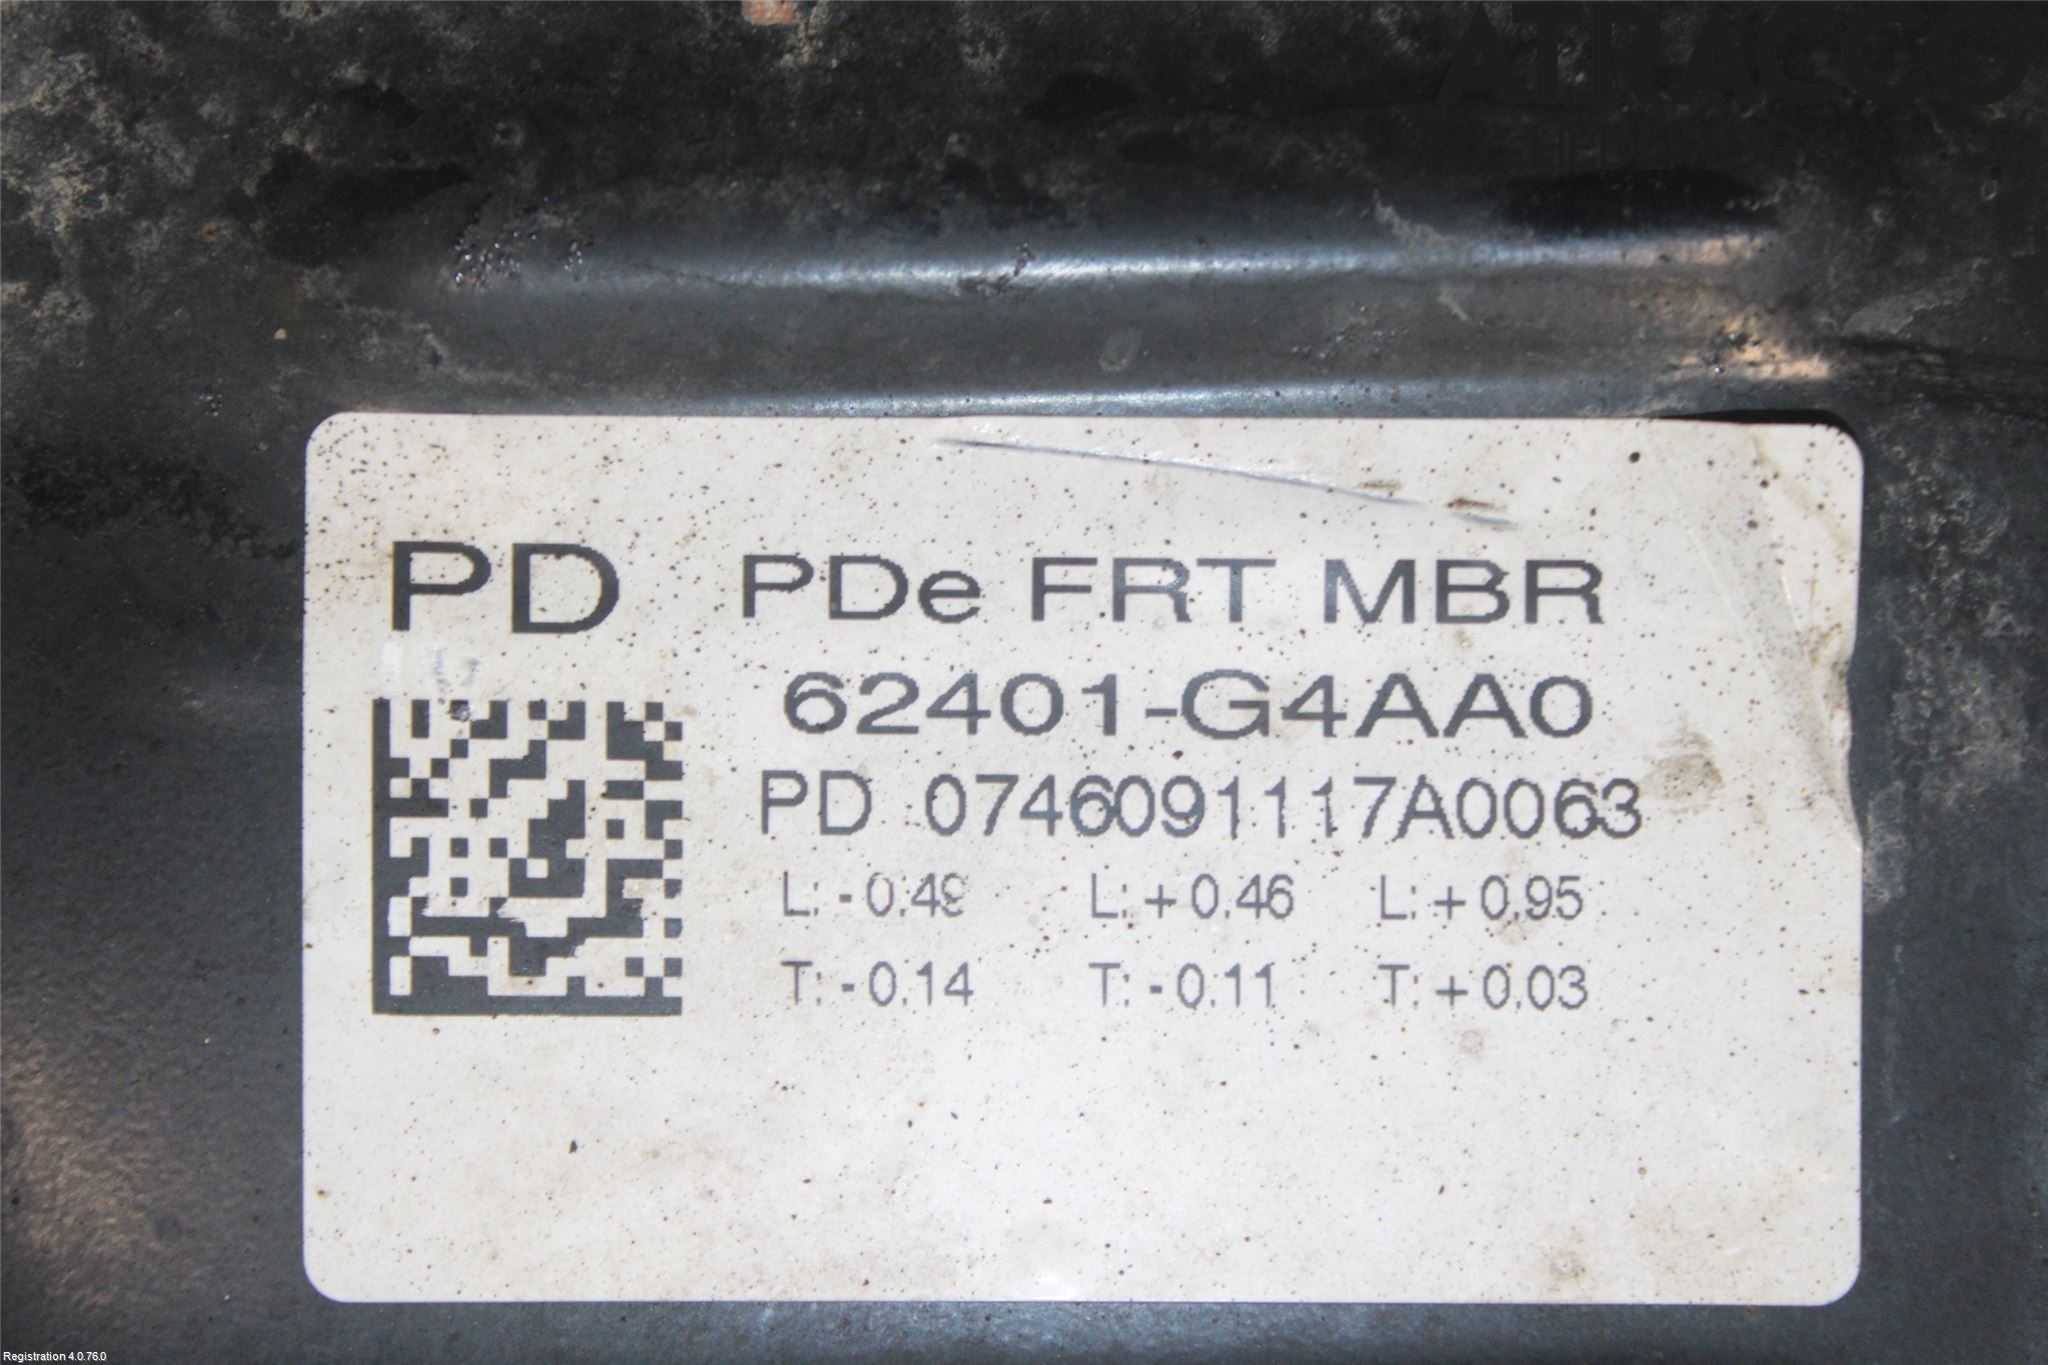 ATRACCO
PD PDe FRT MBR
62401-G4AA0
PD 0746091117A0063
L: - 0.49 L: + 0.46 L: + 0.95
T: - 0.14 T: - 0.11 T: + 0.03
Registration 4.0.76.0